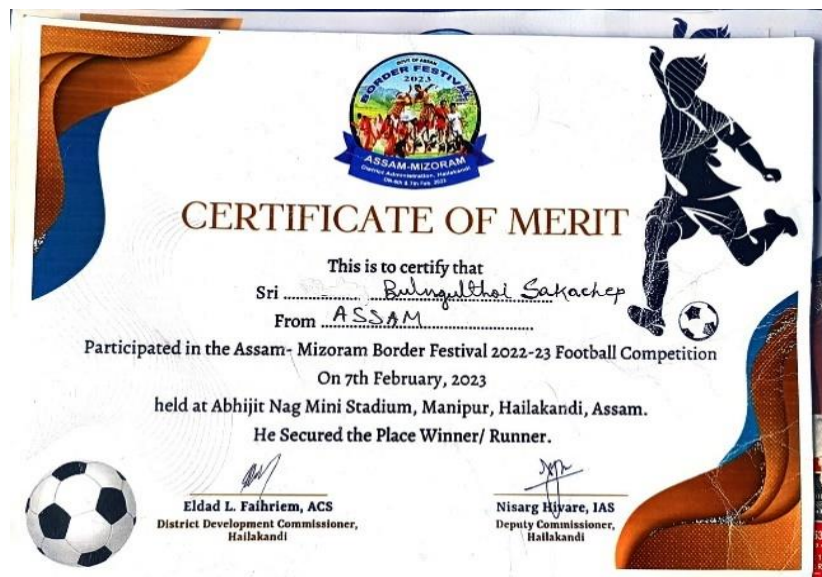 GOVT OF ASSAM
BORDER FESTIVAL
2023
ASSAM-MIZORAM
District Administration, Hailakandi
CERTIFICATE OF MERIT
This is to certify that
Sri ................ Bulngulthoi Sakachep
From ASSAM
Participated in the Assam- Mizoram Border Festival 2022-23 Football Competition
On 7th February, 2023
held at Abhijit Nag Mini Stadium, Manipur, Hailakandi, Assam.
He Secured the Place Winner/ Runner.
Eldad L. Faihriem, ACS
District Development Commissioner,
Hailakandi
Nisarg Hivare, IAS
Deputy Commissioner,
Hailakandi